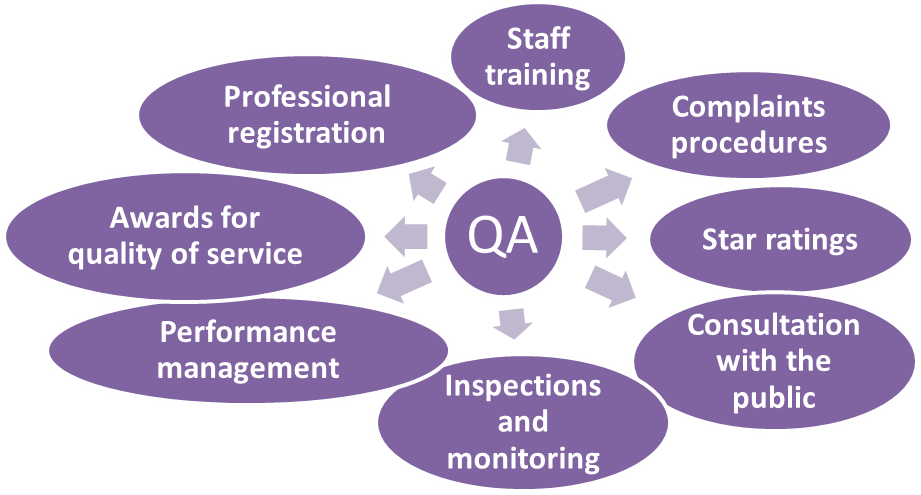 Staff
training
Complaints
procedures
Star ratings
Consultation
with the
public
Inspections
and
monitoring
Performance
management
Awards for
quality of service
Professional
registration
QA